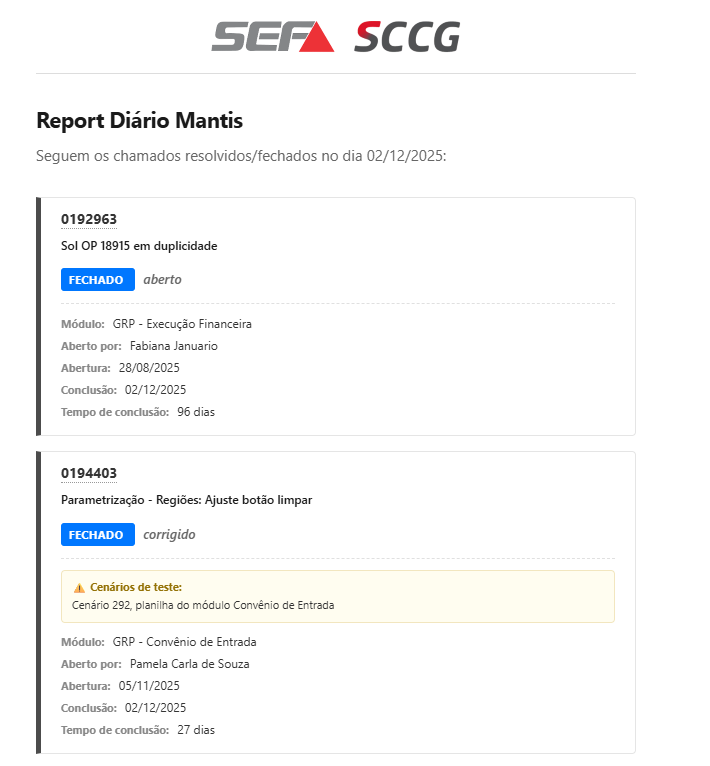 SEFA SCCG
Report Diário Mantis
Seguem os chamados resolvidos/fechados no dia 02/12/2025:
0192963
Sol OP 18915 em duplicidade
FECHADO aberto
Módulo: GRP - Execução Financeira
Aberto por: Fabiana Januario
Abertura: 28/08/2025
Conclusão: 02/12/2025
Tempo de conclusão: 96 dias
0194403
Parametrização - Regiões: Ajuste botão limpar
FECHADO corrigido
Cenários de teste:
Cenário 292, planilha do módulo Convênio de Entrada
Módulo: GRP - Convênio de Entrada
Aberto por: Pamela Carla de Souza
Abertura: 05/11/2025
Conclusão: 02/12/2025
Tempo de conclusão: 27 dias